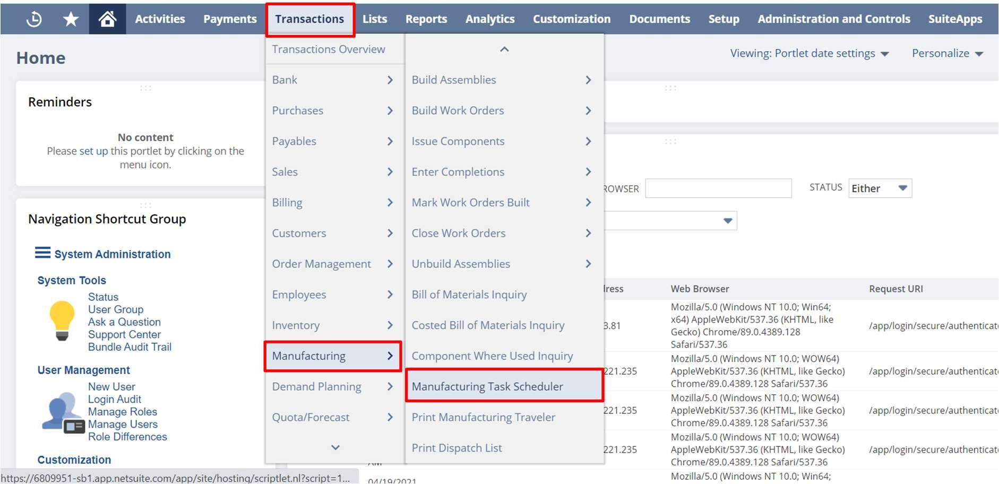 Activities Payments Transactions Lists Reports Analytics Customization Documents Setup Administration and Controls SuiteApps
Home
Viewing: Portlet date settings Personalize
Reminders
No content
Please set up this portlet by clicking on the
menu icon.
Navigation Shortcut Group
System Administration
System Tools
Status
User Group
Ask a Question
Support Center
Bundle Audit Trail
User Management
New User
Login Audit
Manage Roles
Manage Users
Role Differences
Customization
https://6809951-sb1.app.netsuite.com/app/site/hosting/scriptlet.nl?script=1...
Transactions Overview
Bank
Purchases
Payables
Sales
Billing
Customers
Order Management
Employees
Inventory
Manufacturing
Demand Planning
Quota/Forecast
Build Assemblies
Build Work Orders
Issue Components
Enter Completions
Mark Work Orders Built
Close Work Orders
Unbuild Assemblies
Bill of Materials Inquiry
Costed Bill of Materials Inquiry
Component Where Used Inquiry
Manufacturing Task Scheduler
Print Manufacturing Traveler
Print Dispatch List
ROWSER STATUS Either
dress Web Browser Request URI
Mozilla/5.0 (Windows NT 10.0; Win64;
x64) AppleWebKit/537.36 (KHTML, like
3.81 Gecko) Chrome/89.0.4389.128 /app/login/secure/authenticate
Safari/537.36
Mozilla/5.0 (Windows NT 10.0; WOW64)
221.235 AppleWebKit/537.36 (KHTML, like Gecko) /app/login/secure/authenticate
Chrome/89.0.4389.128 Safari/537.36
Mozilla/5.0 (Windows NT 10.0; WOW64)
221.235 AppleWebKit/537.36 (KHTML, like Gecko) /app/login/secure/authenticate
Chrome/89.0.4389.128 Safari/537.36
Mozilla/5.0 (Windows NT 10.0; WOW64)
221.235 AppleWebKit/537.36 (KHTML, like Gecko) /app/login/secure/authenticate
Chrome/89.0.4389.128 Safari/537.36
AM
04/19/2021 Mozilla/5.0 (Windows NT 10.0; Win64;